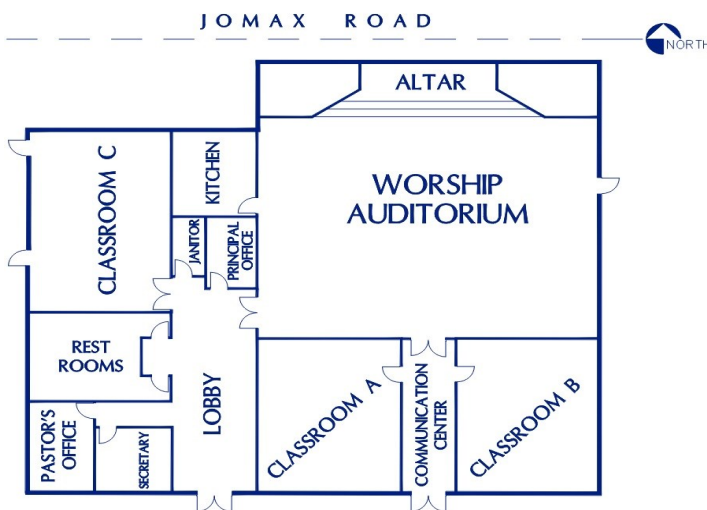 JOMAX ROAD
NORTH
ALTAR
CLASSROOM C
KITCHEN
WORSHIP
AUDITORIUM
JANITOR
PRINCIPAL
OFFICE
REST
ROOMS
LOBBY
CLASSROOM A
COMMUNICATION
CENTER
CLASSROOM B
PASTOR'S
OFFICE
SECRETARY